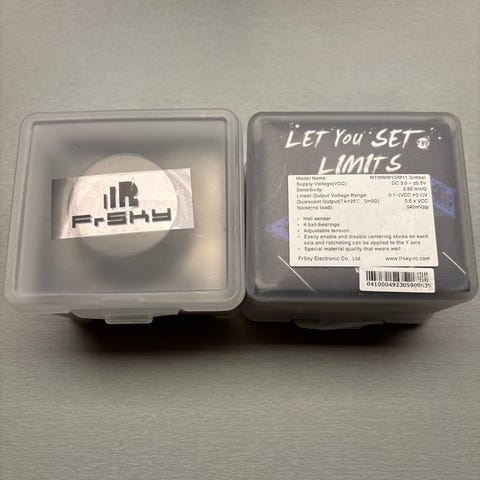 FrSky
LET YOU SET THE
LIMITS
Model Name: M7/M9/M10/M11 Gimbal
Supply Voltage(VCC): DC 3.0 ~ ±5.5V
Sensitivity: 2.50 mV/G
Linear Output Voltage Range: 0.1~(VCC ±0.1)V
Quiescent Output(TA=25℃, B=0G) 0.5 x VCC
Noise(no load): ≤40mVpp
• Hall sensor
• 4 ball-bearings
• Adjustable tension
• Easily enable and disable centering sticks on each
axis and ratcheting can be applied to the Y axis
• Special material quality that wears well
FrSky Electronic Co., Ltd. www.frsky-rc.com